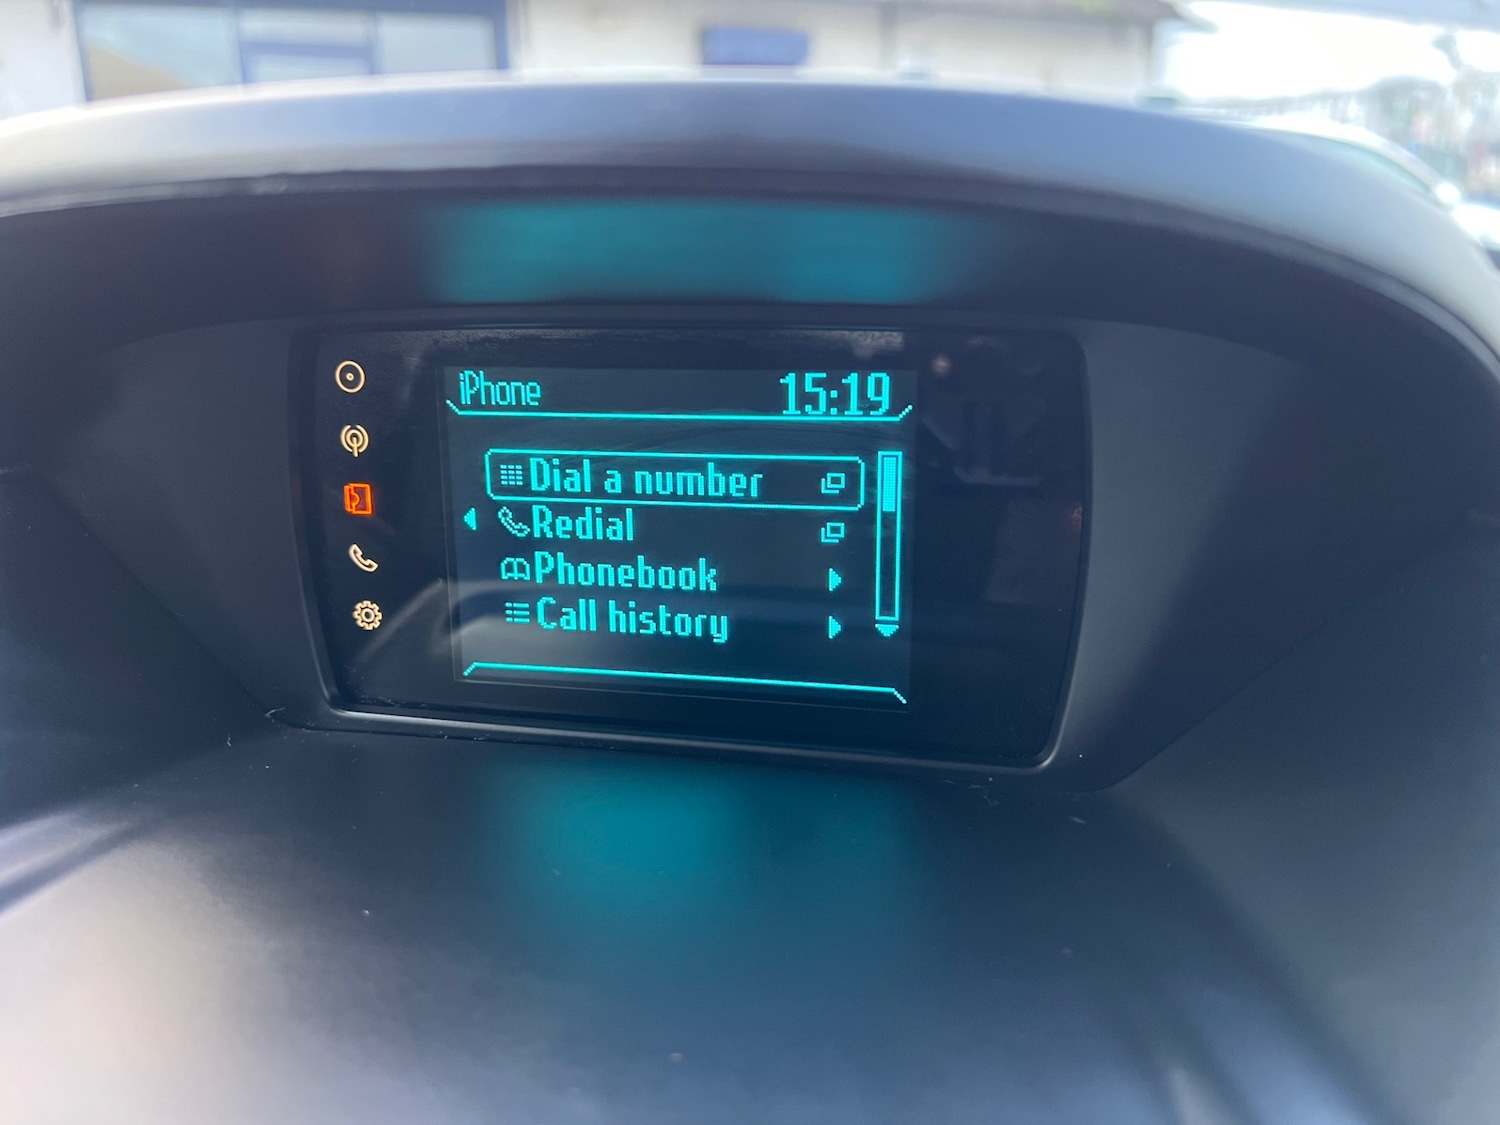 iPhone 15:19
Dial a number
Redial
Phonebook
Call history